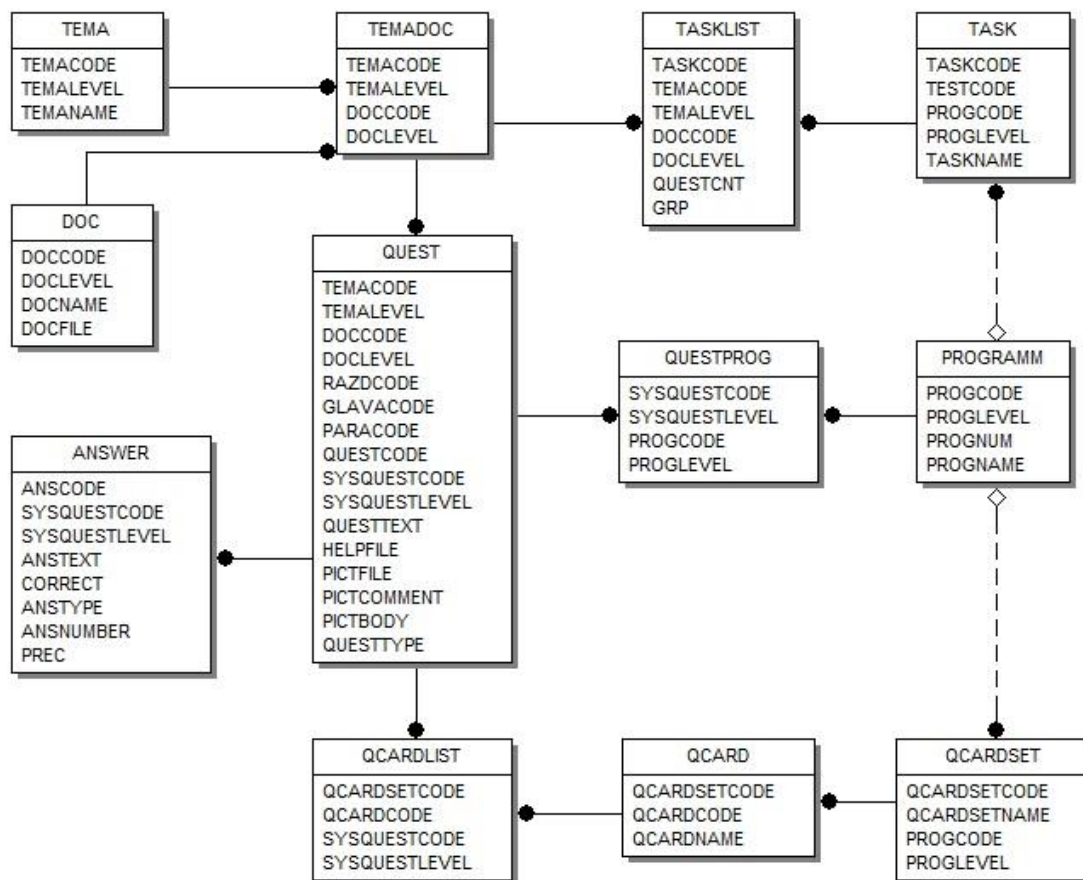 TEMA
TEMACODE
TEMALEVEL
TEMANAME
TEMADOC
TEMACODE
TEMALEVEL
DOCCODE
DOCLEVEL
TASKLIST
TASKCODE
TEMACODE
TEMALEVEL
DOCCODE
DOCLEVEL
QUESTCNT
GRP
TASK
TASKCODE
TESTCODE
PROGCODE
PROGLEVEL
TASKNAME
DOC
DOCCODE
DOCLEVEL
DOCNAME
DOCFILE
QUEST
TEMACODE
TEMALEVEL
DOCCODE
DOCLEVEL
RAZDCODE
GLAVACODE
PARACODE
QUESTCODE
SYSQUESTCODE
SYSQUESTLEVEL
QUESTTEXT
HELPFILE
PICTFILE
PICTCOMMENT
PICTBODY
QUESTTYPE
QUESTPROG
SYSQUESTCODE
SYSQUESTLEVEL
PROGCODE
PROGLEVEL
PROGRAMM
PROGCODE
PROGLEVEL
PROGNUM
PROGNAME
ANSWER
ANSCODE
SYSQUESTCODE
SYSQUESTLEVEL
ANSTEXT
CORRECT
ANSTYPE
ANSNUMBER
PREC
QCARDLIST
QCARDSETCODE
QCARDCODE
SYSQUESTCODE
SYSQUESTLEVEL
QCARD
QCARDSETCODE
QCARDCODE
QCARDNAME
QCARDSET
QCARDSETCODE
QCARDSETNAME
PROGCODE
PROGLEVEL